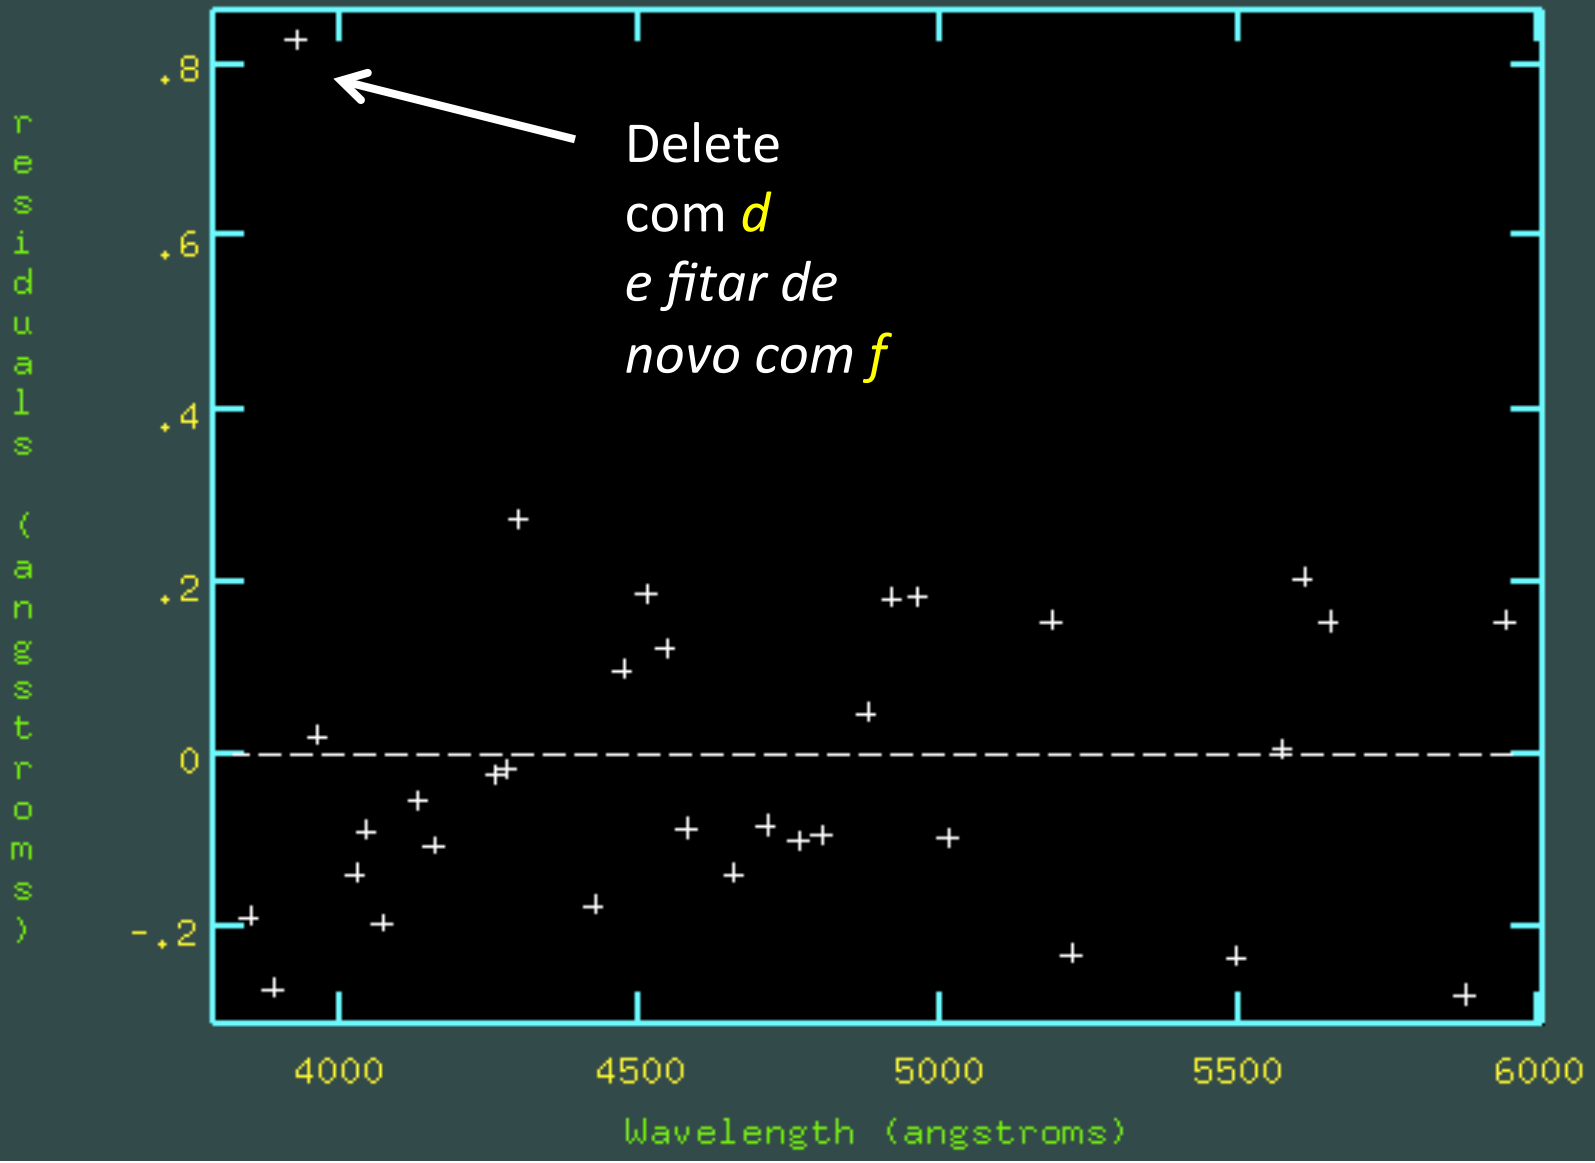 .8
.6
.4
.2
0
-.2
residuals (angstroms)
Delete
com d
e fitar de
novo com f
4000 4500 5000 5500 6000
Wavelength (angstroms)